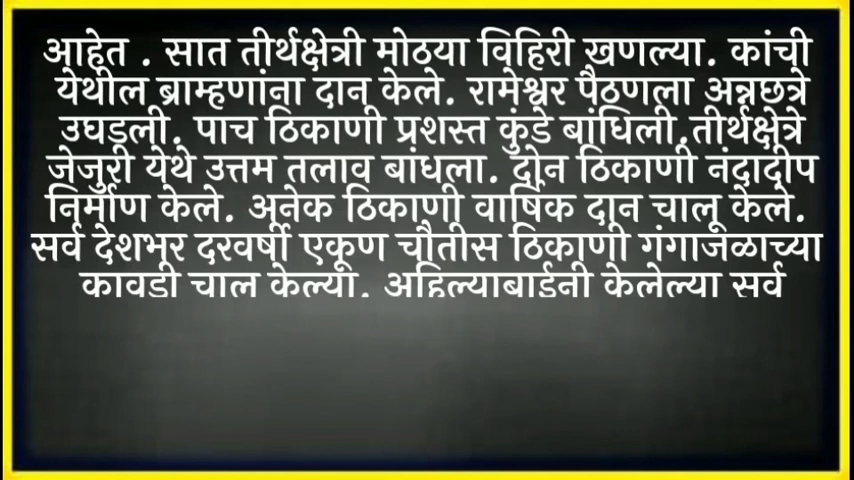 आहेत . सात तीर्थक्षेत्री मोठया विहिरी खणल्या. कांची
येथील ब्राम्हणांना दान केले. रामेश्वर पैठणला अन्नछत्रे
उघडली. पाच ठिकाणी प्रशस्त कुंडे बांधिली.तीर्थक्षेत्रे
जेजुरी येथे उत्तम तलाव बांधला. दोन ठिकाणी नंदादीप
निर्माण केले. अनेक ठिकाणी वार्षिक दान चालू केले.
सर्व देशभर दरवर्षी एकूण चौतीस ठिकाणी गंगाजळाच्या
कावडी चालू केल्या. अहिल्याबाईनी केलेल्या सर्व